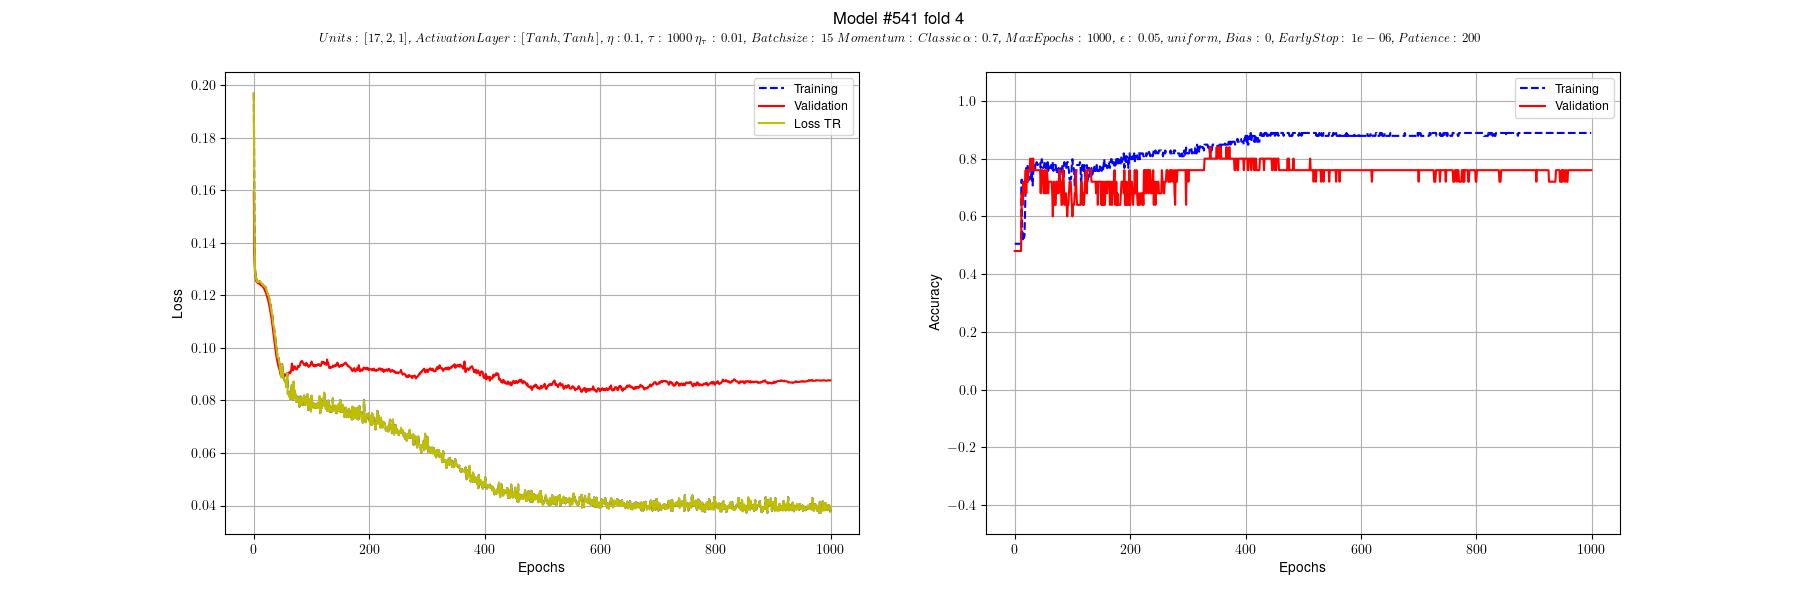 Model #541 fold 4
Units : [17, 2, 1], ActivationLayer : [Tanh, Tanh], η : 0.1, τ : 1000 η_τ : 0.01, Batchsize : 15 Momentum : Classic α : 0.7, MaxEpochs : 1000, ϵ : 0.05, uniform, Bias : 0, EarlyStop : 1e − 06, Patience : 200
Training
Validation
Loss TR
0.20
0.18
0.16
0.14
0.12
0.10
0.08
0.06
0.04
Loss
0 200 400 600 800 1000
Epochs
Training
Validation
1.0
0.8
0.6
0.4
0.2
0.0
−0.2
−0.4
Accuracy
0 200 400 600 800 1000
Epochs